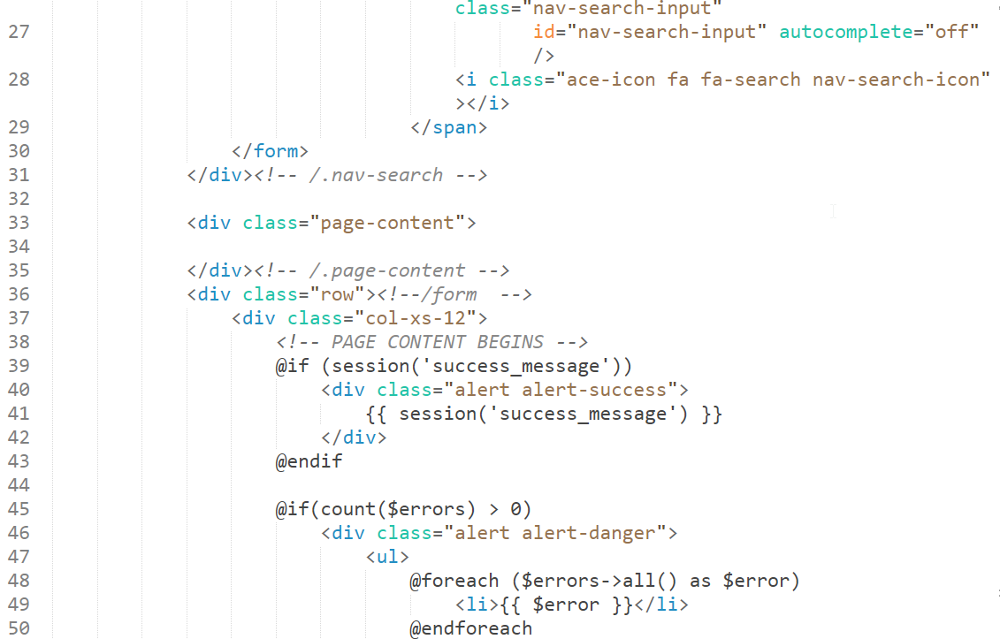 class="nav-search-input"
27 id="nav-search-input" autocomplete="off"
/>
28 <i class="ace-icon fa fa-search nav-search-icon"
></i>
29 </span>
30 </form>
31 </div><!-- /.nav-search -->
32
33 <div class="page-content">
34
35 </div><!-- /.page-content -->
36 <div class="row"><!--/form  -->
37 <div class="col-xs-12">
38 <!-- PAGE CONTENT BEGINS -->
39 @if (session('success_message'))
40 <div class="alert alert-success">
41 {{ session('success_message') }}
42 </div>
43 @endif
44
45 @if(count($errors) > 0)
46 <div class="alert alert-danger">
47 <ul>
48 @foreach ($errors->all() as $error)
49 <li>{{ $error }}</li>
50 @endforeach